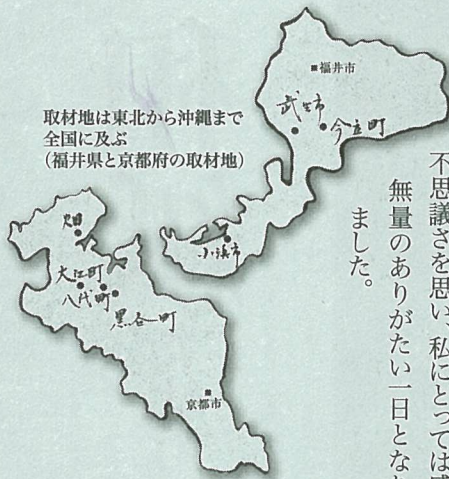 不思議さを思い、私にとっては感
無量のありがたい一日となり
ました。
取材地は東北から沖縄まで
全国に及ぶ
(福井県と京都府の取材地)
■福井市
武生市
今立町
小浜市
畑
大江町
八代町
黒谷町
■京都市